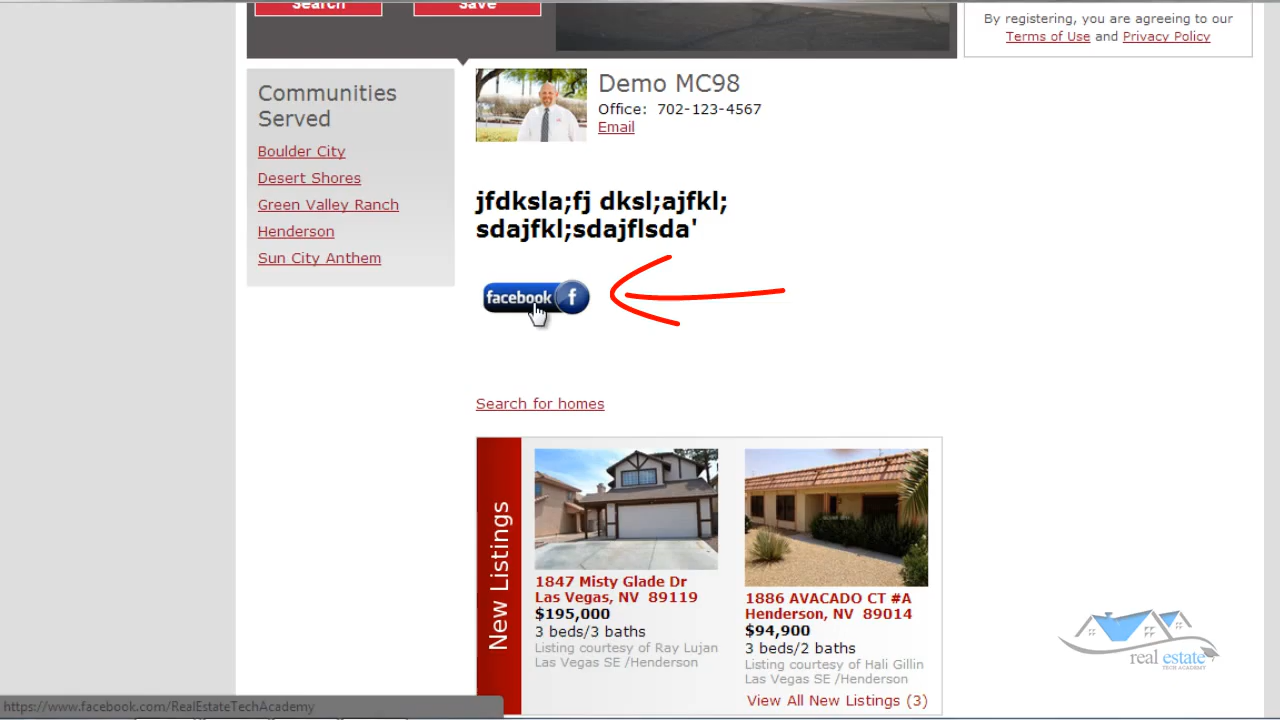 Search
Save
By registering, you are agreeing to our
Terms of Use and Privacy Policy
Communities
Served
Boulder City
Desert Shores
Green Valley Ranch
Henderson
Sun City Anthem
Demo MC98
Office: 702-123-4567
Email
jfdksla;fj dksl;ajfkl;
sdajfkl;sdajflsda'
facebook f
Search for homes
New Listings
1847 Misty Glade Dr
Las Vegas, NV 89119
$195,000
3 beds/3 baths
Listing courtesy of Ray Lujan
Las Vegas SE /Henderson
1886 AVACADO CT #A
Henderson, NV 89014
$94,900
3 beds/2 baths
Listing courtesy of Hali Gillin
Las Vegas SE /Henderson
View All New Listings (3)
real estate
TECH ACADEMY
https://www.facebook.com/RealEstateTechAcademy